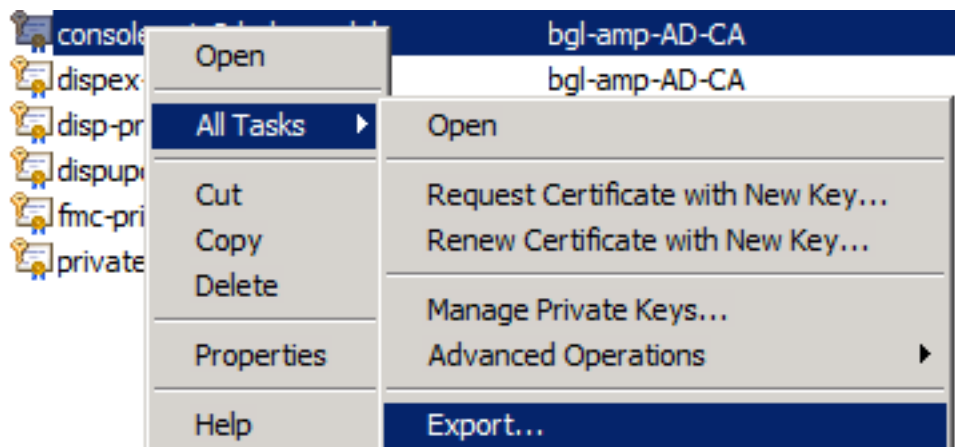 console bgl-amp-AD-CA
dispex- bgl-amp-AD-CA
disp-pr
dispup
fmc-pri
private
Open
All Tasks
Cut
Copy
Delete
Properties
Help
Open
Request Certificate with New Key...
Renew Certificate with New Key...
Manage Private Keys...
Advanced Operations
Export...